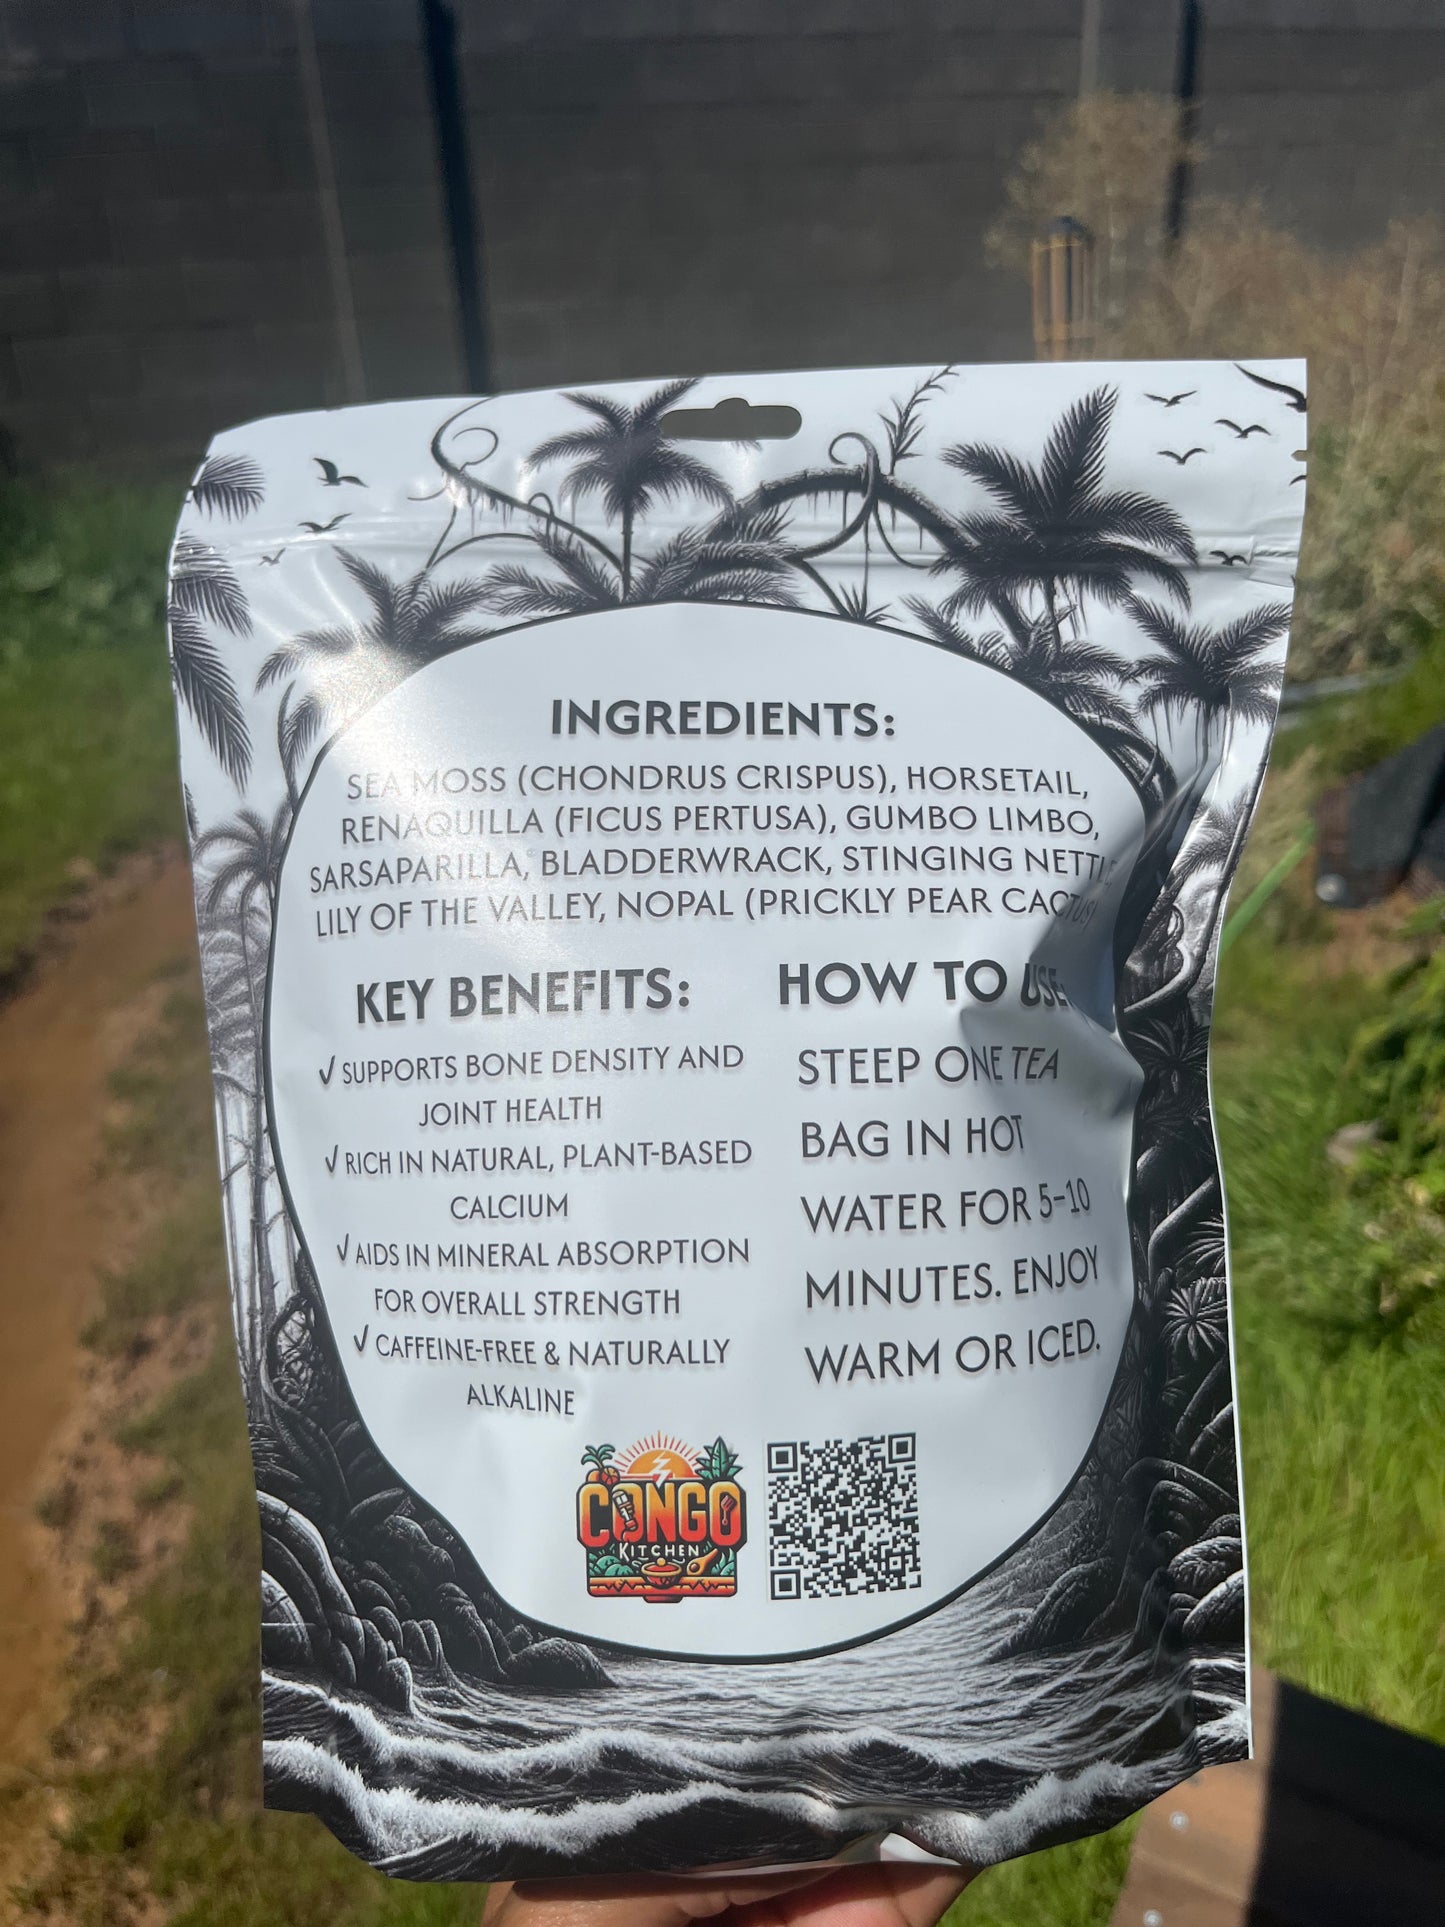 INGREDIENTS:
SEA MOSS (CHONDRUS CRISPUS), HORSETAIL,
RENAQUILLA (FICUS PERTUSA), GUMBO LIMBO,
SARSAPARILLA, BLADDERWRACK, STINGING NETTLE
LILY OF THE VALLEY, NOPAL (PRICKLY PEAR CACTUS)
KEY BENEFITS:
✓ SUPPORTS BONE DENSITY AND
JOINT HEALTH
✓ RICH IN NATURAL, PLANT-BASED
CALCIUM
✓ AIDS IN MINERAL ABSORPTION
FOR OVERALL STRENGTH
✓ CAFFEINE-FREE & NATURALLY
ALKALINE
HOW TO USE:
STEEP ONE TEA
BAG IN HOT
WATER FOR 5-10
MINUTES. ENJOY
WARM OR ICED.
CONGO
KITCHEN